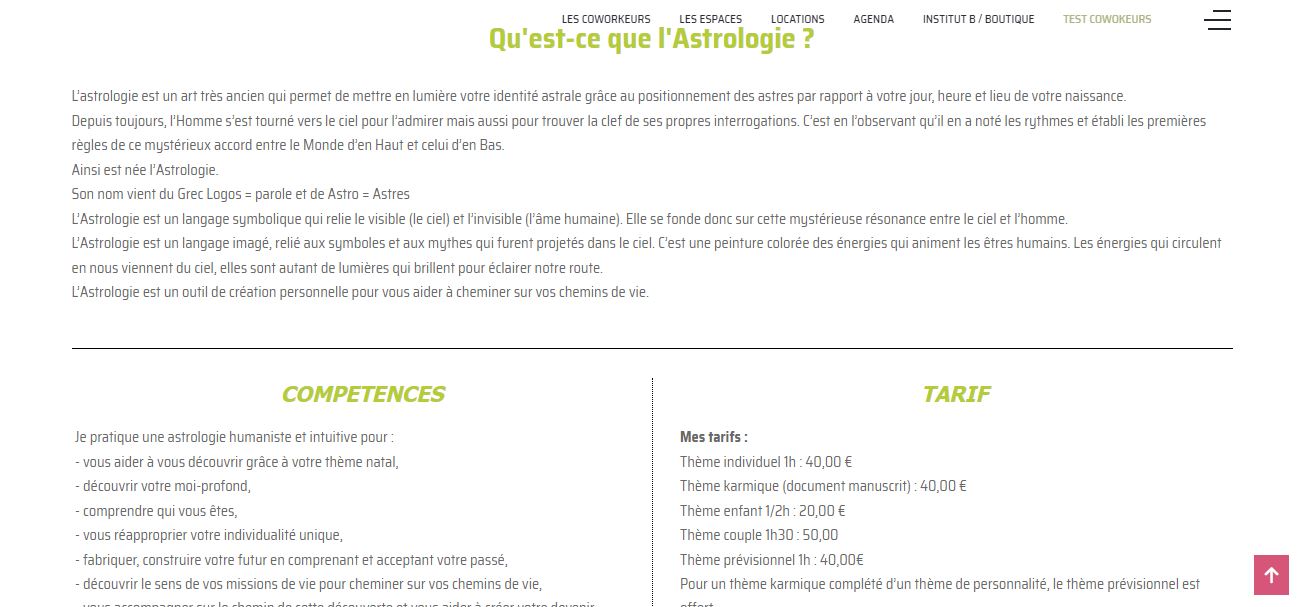 LES COWORKEURS LES ESPACES LOCATIONS AGENDA INSTITUT B / BOUTIQUE TEST COWOKEURS
Qu'est-ce que l'Astrologie ?
L’astrologie est un art très ancien qui permet de mettre en lumière votre identité astrale grâce au positionnement des astres par rapport à votre jour, heure et lieu de votre naissance.
Depuis toujours, l’Homme s’est tourné vers le ciel pour l’admirer mais aussi pour trouver la clef de ses propres interrogations. C’est en l’observant qu’il en a noté les rythmes et établi les premières
règles de ce mystérieux accord entre le Monde d’en Haut et celui d’en Bas.
Ainsi est née l’Astrologie.
Son nom vient du Grec Logos = parole et de Astro = Astres
L’Astrologie est un langage symbolique qui relie le visible (le ciel) et l’invisible (l’âme humaine). Elle se fonde donc sur cette mystérieuse résonance entre le ciel et l’homme.
L’Astrologie est un langage imagé, relié aux symboles et aux mythes qui furent projetés dans le ciel. C’est une peinture colorée des énergies qui animent les êtres humains. Les énergies qui circulent
en nous viennent du ciel, elles sont autant de lumières qui brillent pour éclairer notre route.
L’Astrologie est un outil de création personnelle pour vous aider à cheminer sur vos chemins de vie.
COMPETENCES
Je pratique une astrologie humaniste et intuitive pour :
- vous aider à vous découvrir grâce à votre thème natal,
- découvrir votre moi-profond,
- comprendre qui vous êtes,
- vous réapproprier votre individualité unique,
- fabriquer, construire votre futur en comprenant et acceptant votre passé,
- découvrir le sens de vos missions de vie pour cheminer sur vos chemins de vie,
- vous accompagner sur le chemin de cette découverte et vous aider à créer votre devenir
TARIF
Mes tarifs :
Thème individuel 1h : 40,00 €
Thème karmique (document manuscrit) : 40,00 €
Thème enfant 1/2h : 20,00 €
Thème couple 1h30 : 50,00
Thème prévisionnel 1h : 40,00€
Pour un thème karmique complété d’un thème de personnalité, le thème prévisionnel est
offert